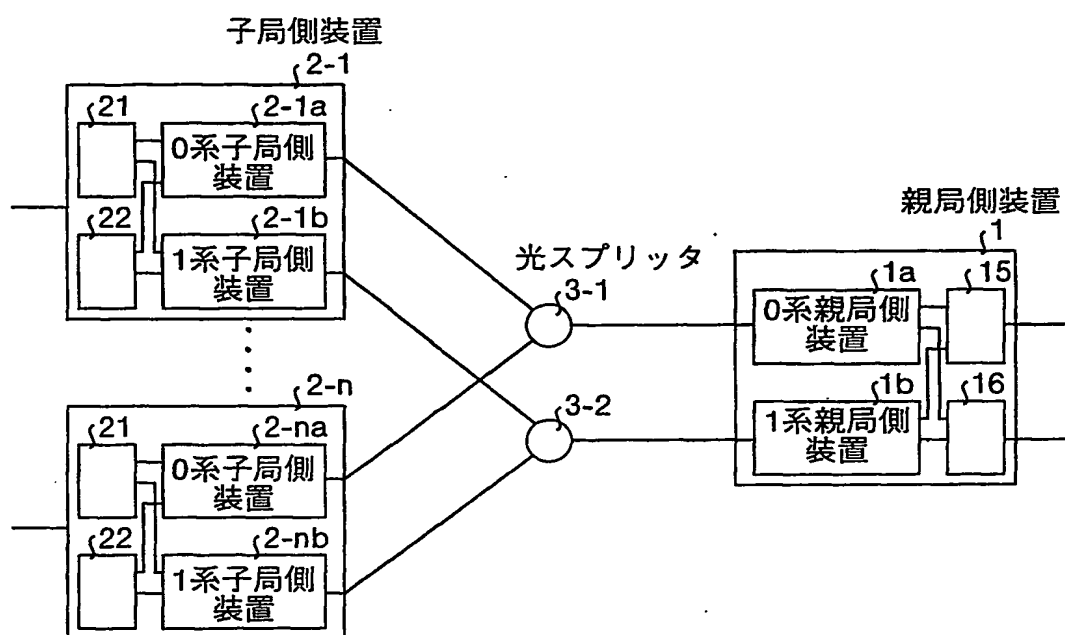 子局側装置
2-1
21
2-1a
0系子局側
装置
22
2-1b
1系子局側
装置
親局側装置
1
光スプリッタ
3-1
1a
15
0系親局側
装置
1b
16
1系親局側
装置
3-2
2-n
21
2-na
0系子局側
装置
22
2-nb
1系子局側
装置